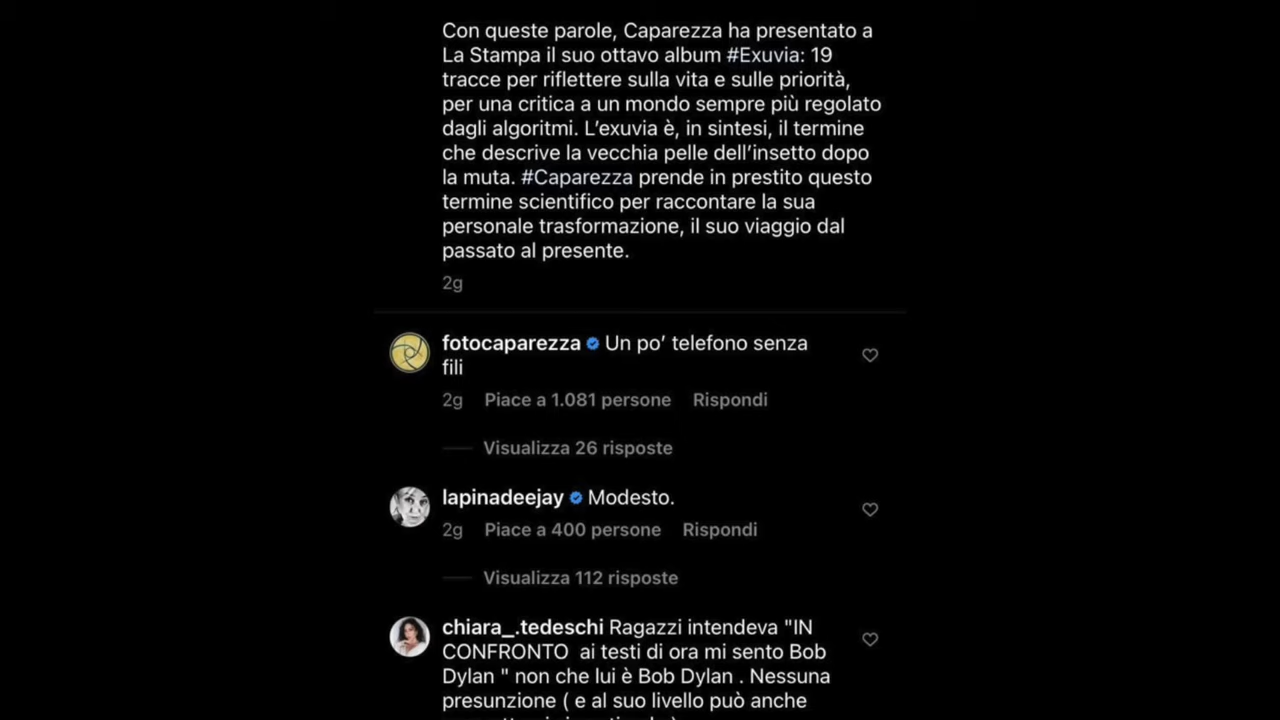 Con queste parole, Caparezza ha presentato a
La Stampa il suo ottavo album #Exuvia: 19
tracce per riflettere sulla vita e sulle priorità,
per una critica a un mondo sempre più regolato
dagli algoritmi. L'exuvia è, in sintesi, il termine
che descrive la vecchia pelle dell'insetto dopo
la muta. #Caparezza prende in prestito questo
termine scientifico per raccontare la sua
personale trasformazione, il suo viaggio dal
passato al presente.
2g
fotocaparezza Un po' telefono senza
fili
2g Piace a 1.081 persone Rispondi
Visualizza 26 risposte
lapinadeejay Modesto.
2g Piace a 400 persone Rispondi
Visualizza 112 risposte
chiara_.tedeschi Ragazzi intendeva "IN
CONFRONTO ai testi di ora mi sento Bob
Dylan " non che lui è Bob Dylan . Nessuna
presunzione ( e al suo livello può anche